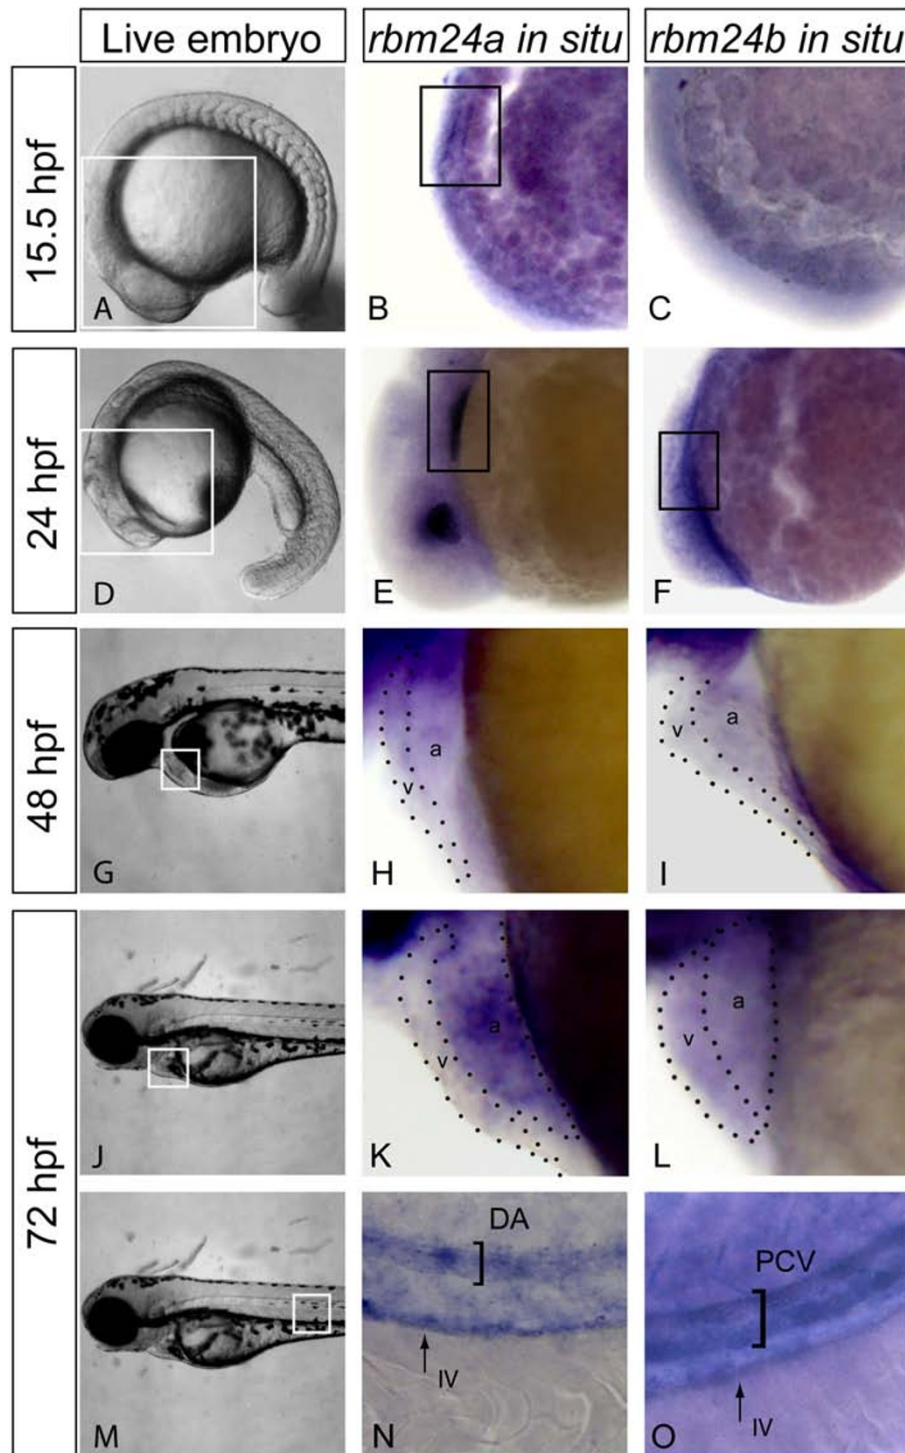 Live embryo
rbm24a in situ
rbm24b in situ
15.5 hpf
A
B
C
24 hpf
D
E
F
48 hpf
G
a
v
H
a
v
I
72 hpf
J
a
v
K
a
v
L
M
DA
IV
N
PCV
IV
O